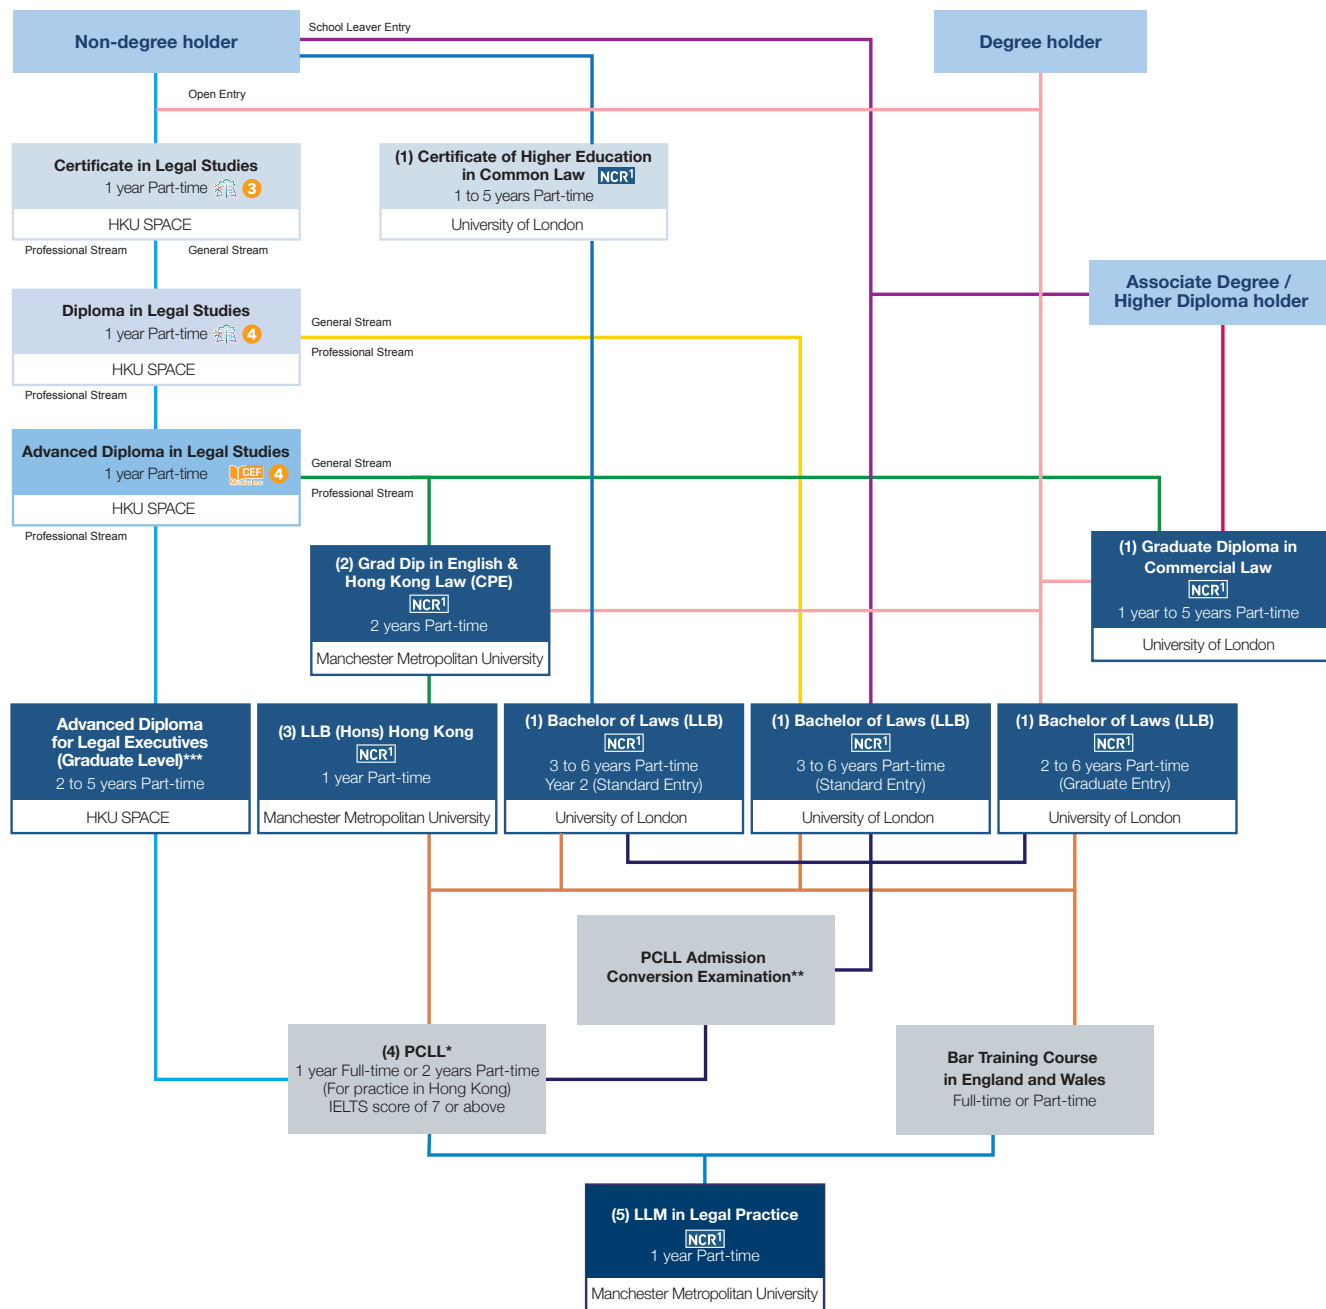 School Leaver Entry
Non-degree holder
Degree holder
Open Entry
Certificate in Legal Studies
1 year Part-time 3
HKU SPACE
(1) Certificate of Higher Education
in Common Law NCR1
1 to 5 years Part-time
University of London
Professional Stream
General Stream
Associate Degree /
Higher Diploma holder
Diploma in Legal Studies
1 year Part-time 4
HKU SPACE
General Stream
Professional Stream
Professional Stream
Advanced Diploma in Legal Studies
1 year Part-time CEF 4
HKU SPACE
General Stream
Professional Stream
Professional Stream
(2) Grad Dip in English &
Hong Kong Law (CPE)
NCR1
2 years Part-time
Manchester Metropolitan University
(1) Graduate Diploma in
Commercial Law
NCR1
1 year to 5 years Part-time
University of London
Advanced Diploma
for Legal Executives
(Graduate Level)***
2 to 5 years Part-time
HKU SPACE
(3) LLB (Hons) Hong Kong
NCR1
1 year Part-time
Manchester Metropolitan University
(1) Bachelor of Laws (LLB)
NCR1
3 to 6 years Part-time
Year 2 (Standard Entry)
University of London
(1) Bachelor of Laws (LLB)
NCR1
3 to 6 years Part-time
(Standard Entry)
University of London
(1) Bachelor of Laws (LLB)
NCR1
2 to 6 years Part-time
(Graduate Entry)
University of London
PCLL Admission
Conversion Examination**
(4) PCLL*
1 year Full-time or 2 years Part-time
(For practice in Hong Kong)
IELTS score of 7 or above
Bar Training Course
in England and Wales
Full-time or Part-time
(5) LLM in Legal Practice
NCR1
1 year Part-time
Manchester Metropolitan University